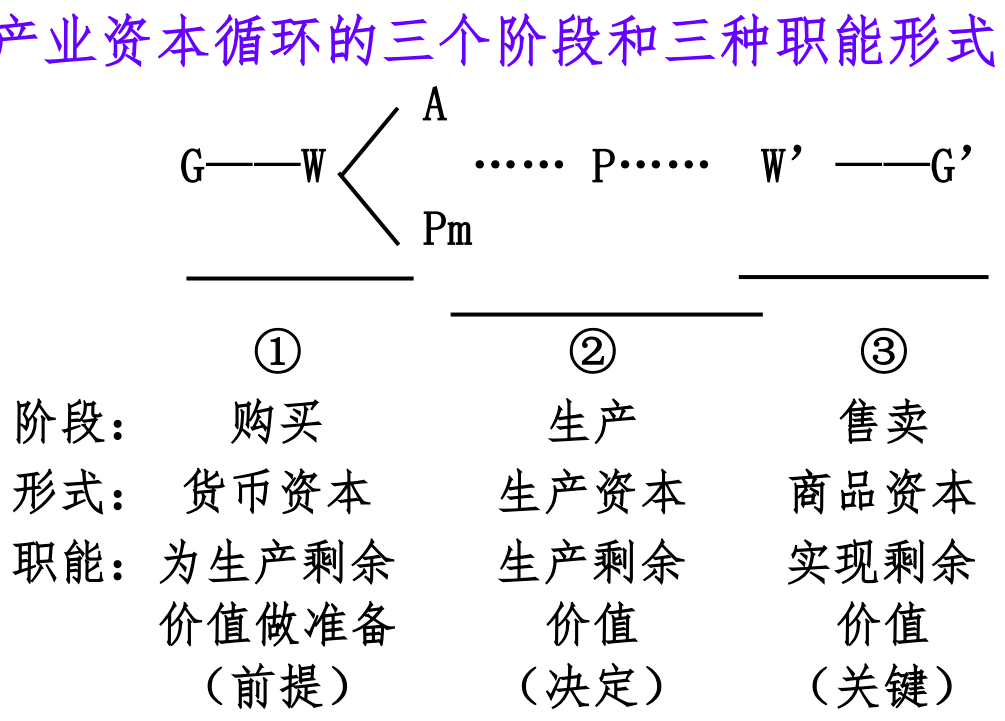 产业资本循环的三个阶段和三种职能形式
A
G——W …… P…… W’ ——G’
Pm
① ② ③
阶段： 购买 生产 售卖
形式： 货币资本 生产资本 商品资本
职能： 为生产剩余 生产剩余 实现剩余
价值做准备 价值 价值
（前提） （决定） （关键）